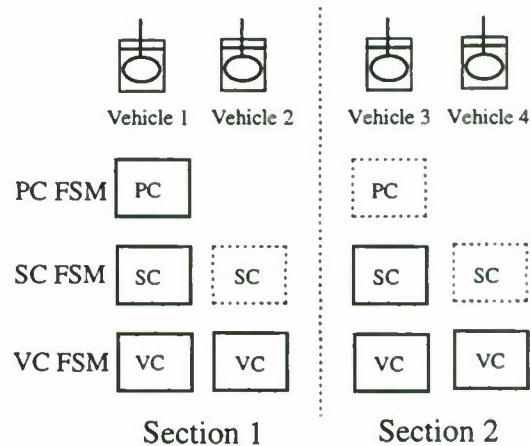 Vehicle 1 Vehicle 2 Vehicle 3 Vehicle 4
PC FSM PC PC
SC FSM SC SC SC SC
VC FSM VC VC VC VC
Section 1 Section 2